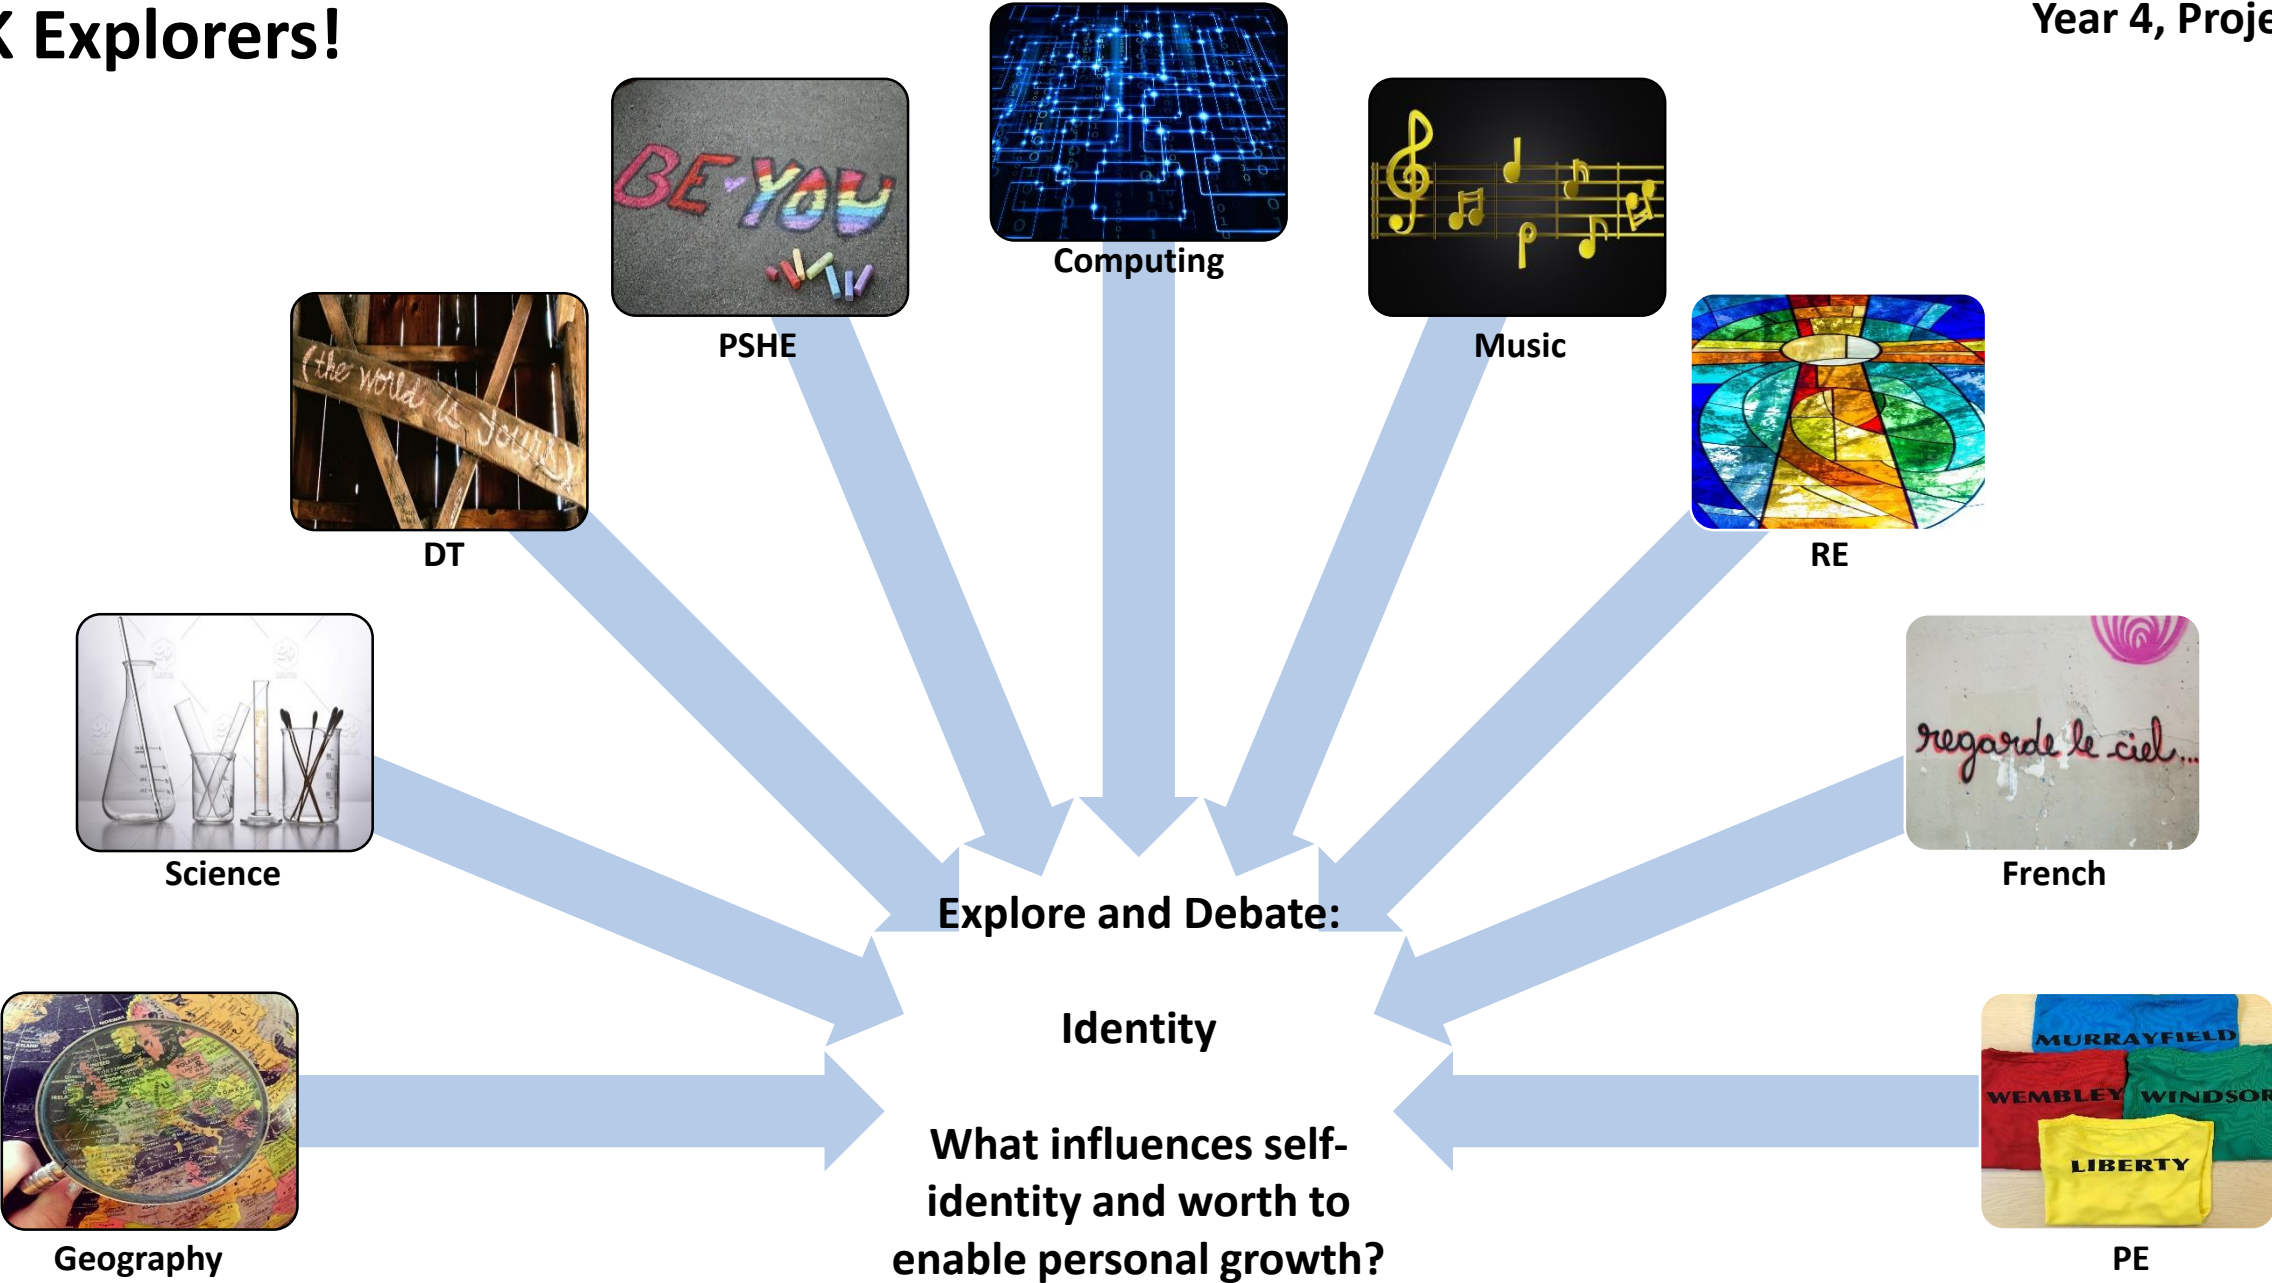 K Explorers!
Year 4, Proje
BE YOU
Computing
PSHE
Music
(the world is yours)
DT
RE
Science
regarde le ciel...
French
Explore and Debate:
Identity
What influences self-
identity and worth to
enable personal growth?
Geography
MURRAYFIELD
WEMBLEY
WINDSOR
LIBERTY
PE